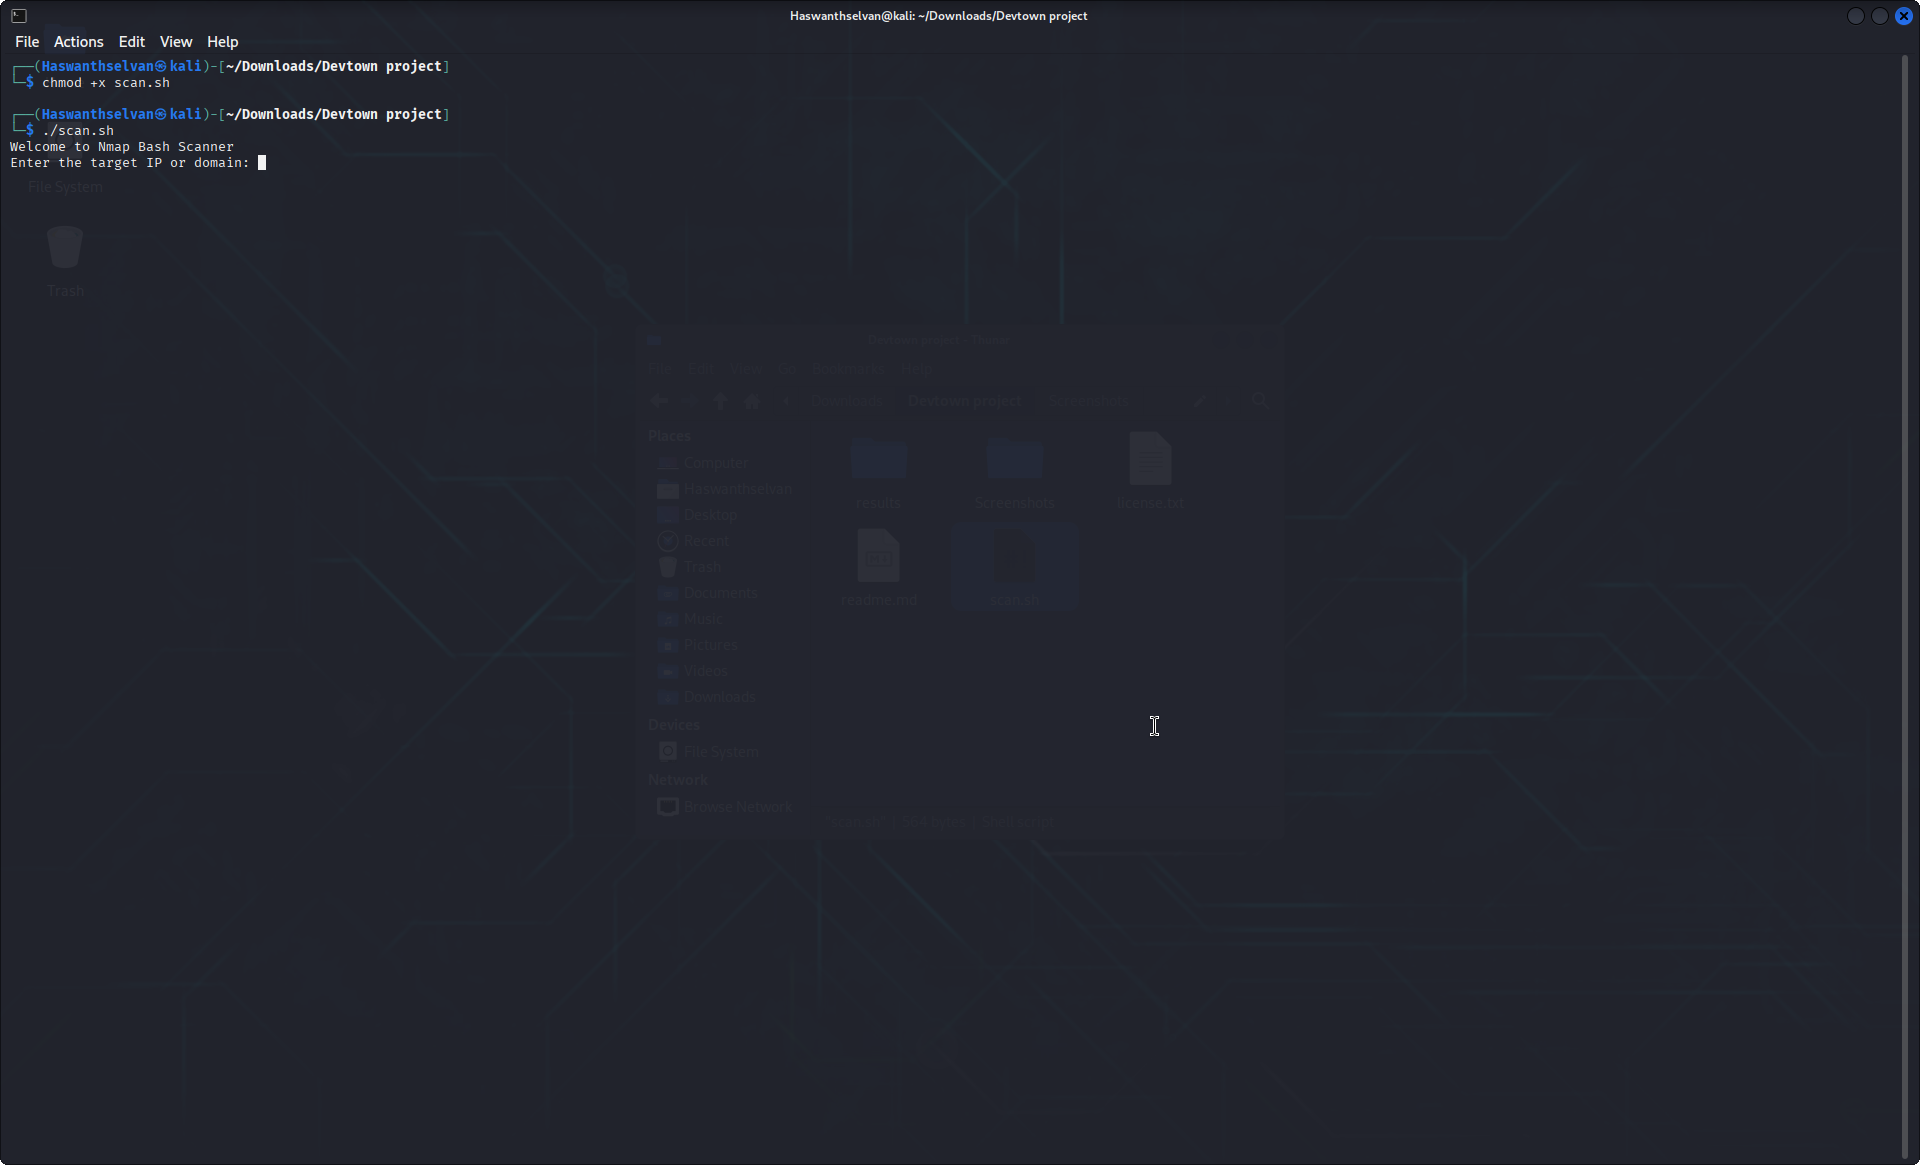 Haswanthselvan@kali: ~/Downloads/Devtown project
File Actions Edit View Help
┌──(Haswanthselvan㉿kali)-[~/Downloads/Devtown project]
└─$ chmod +x scan.sh
┌──(Haswanthselvan㉿kali)-[~/Downloads/Devtown project]
└─$ ./scan.sh
Welcome to Nmap Bash Scanner
Enter the target IP or domain:
File System
Trash
Devtown project - Thunar
File Edit View Go Bookmarks Help
Downloads Devtown project Screenshots
Places
Computer
Haswanthselvan
Desktop
Recent
Trash
Documents
Music
Pictures
Videos
Downloads
Devices
File System
Network
Browse Network
results Screenshots license.txt
readme.md scan.sh
"scan.sh" | 554 bytes | Shell script